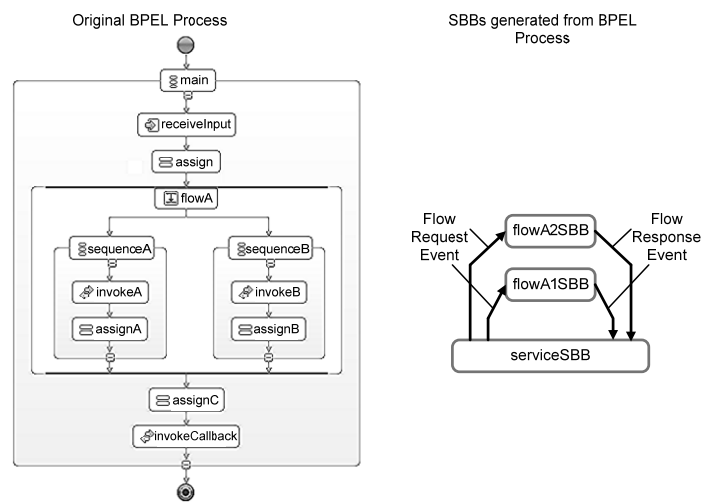 Original BPEL Process
main
receiveInput
assign
flowA
sequenceA
sequenceB
invokeA
invokeB
assignA
assignB
assignC
invokeCallback
SBBs generated from BPEL
Process
Flow
Request
Event
flowA2SBB
Flow
Response
Event
flowA1SBB
serviceSBB